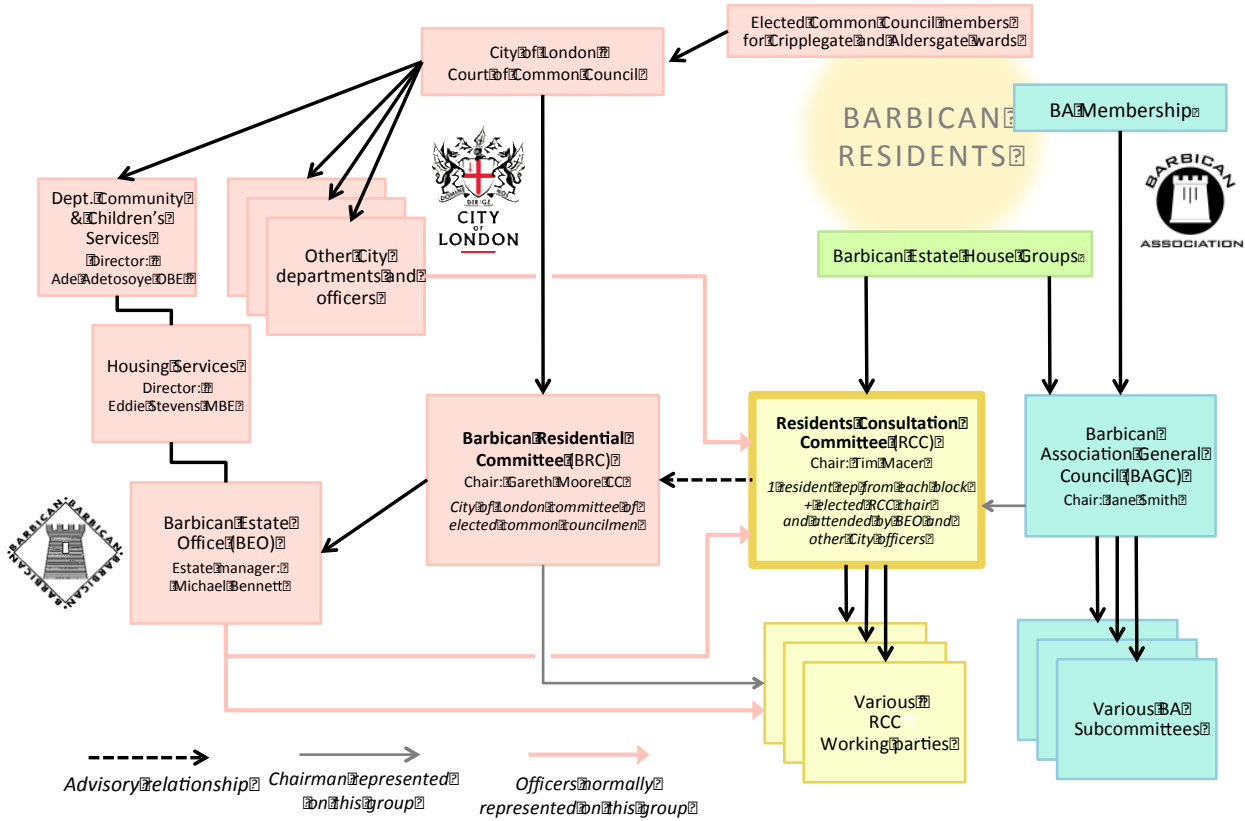 Elected Common Council members
for Cripplegate and Aldersgate wards
City of London
Court of Common Council
BARBICAN
RESIDENTS
BA Membership
BARBICAN
ASSOCIATION
DOMINE DIRIGE NOS
CITY
OF
LONDON
Dept. Community
& Children's
Services
Director:
Ade Adetosoye OBE
Other City
departments and
officers
Barbican Estate House Groups
Housing Services
Director:
Eddie Stevens MBE
Barbican Residential
Committee (BRC)
Chair: Gareth Moore CC
City of London committee of
elected common councilmen
Residents Consultation
Committee (RCC)
Chair: Tim Macer
1 resident rep from each block
+ elected RCC chair
and attended by BEO and
other City officers
Barbican
Association General
Council (BAGC)
Chair: Jane Smith
BARBICAN BARBICAN
BARBICAN BARBICAN
Barbican Estate
Office (BEO)
Estate manager:
Michael Bennett
Various
RCC
Working parties
Various BA
Subcommittees
Advisory relationship
Chairman represented
on this group
Officers normally
represented on this group